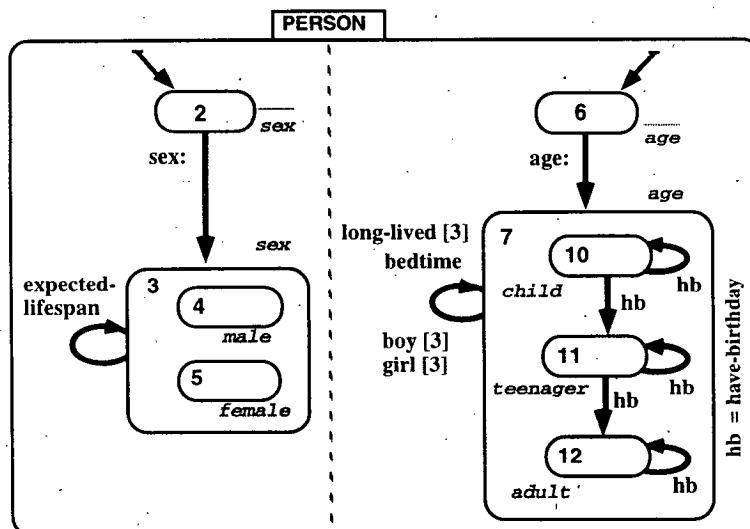 PERSON
2
sex
sex:
sex
expected-
lifespan
3
4
male
5
female
6
age
age:
age
long-lived [3]
bedtime
boy [3]
girl [3]
7
10
child
hb
hb
11
teenager
hb
hb
12
adult
hb
hb = have-birthday